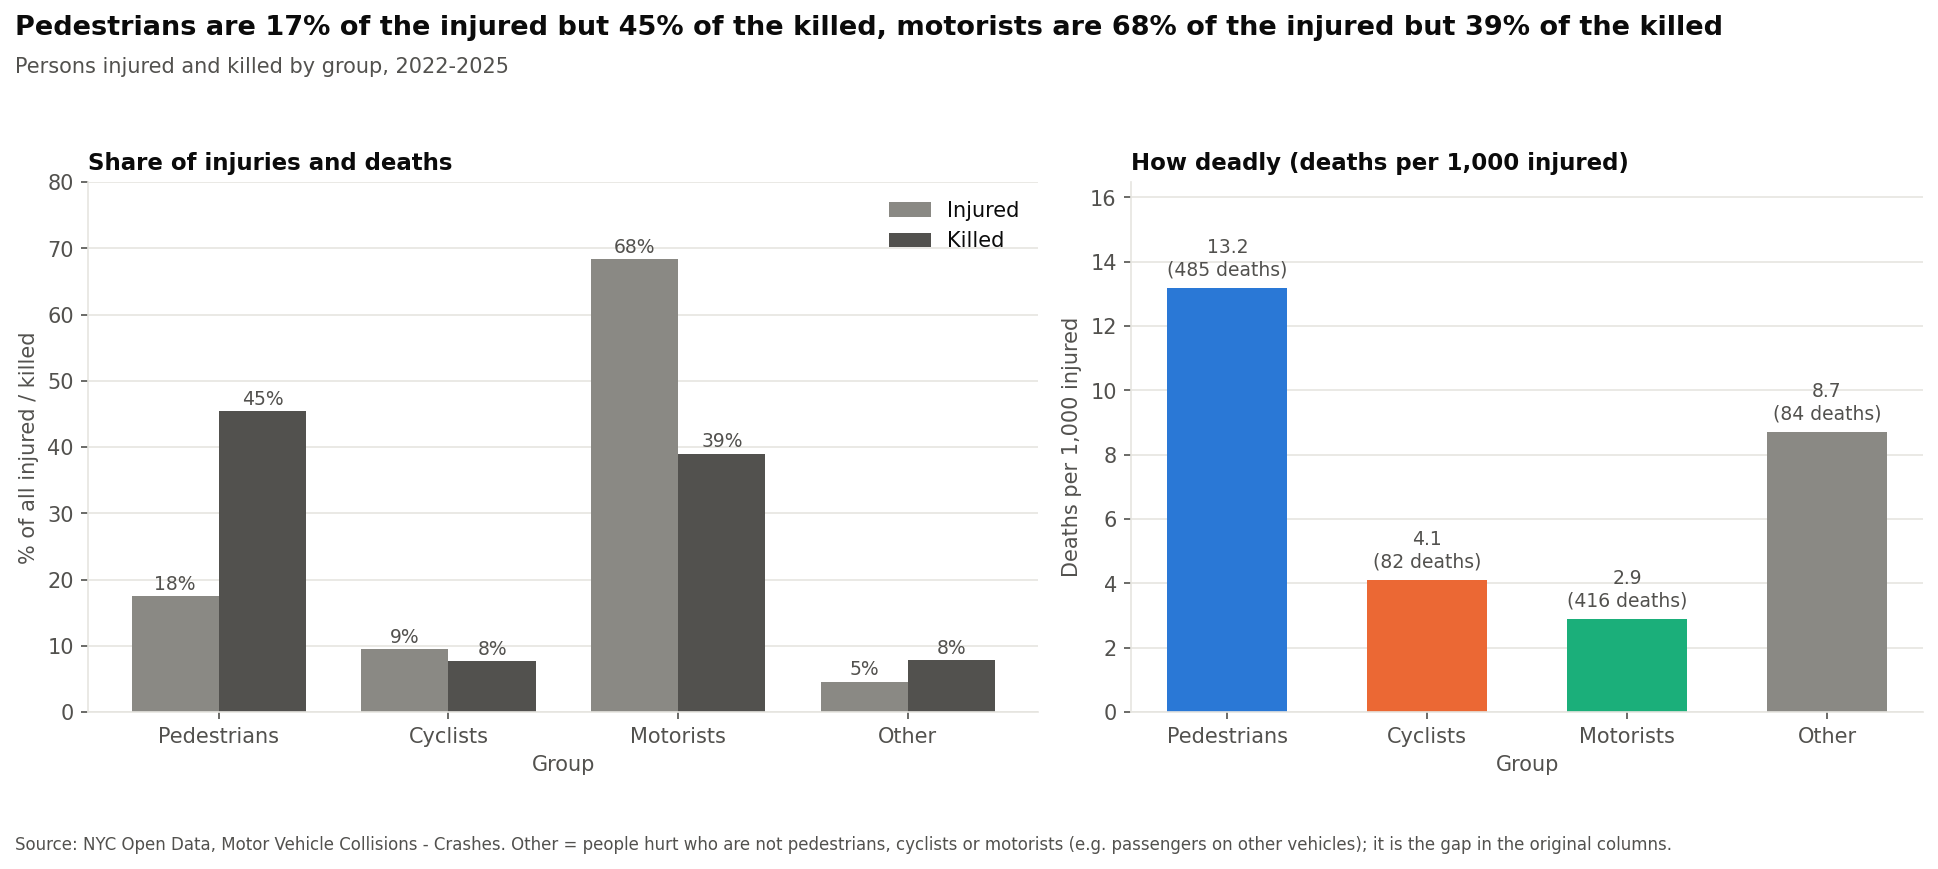 Pedestrians are 17% of the injured but 45% of the killed, motorists are 68% of the injured but 39% of the killed
Persons injured and killed by group, 2022-2025
Share of injuries and deaths
% of all injured / killed
80
70
60
50
40
30
20
10
0
Injured
Killed
18%
45%
9%
8%
68%
39%
5%
8%
Pedestrians
Cyclists
Motorists
Other
Group
How deadly (deaths per 1,000 injured)
Deaths per 1,000 injured
16
14
12
10
8
6
4
2
0
13.2
(485 deaths)
4.1
(82 deaths)
2.9
(416 deaths)
8.7
(84 deaths)
Pedestrians
Cyclists
Motorists
Other
Group
Source: NYC Open Data, Motor Vehicle Collisions - Crashes. Other = people hurt who are not pedestrians, cyclists or motorists (e.g. passengers on other vehicles); it is the gap in the original columns.